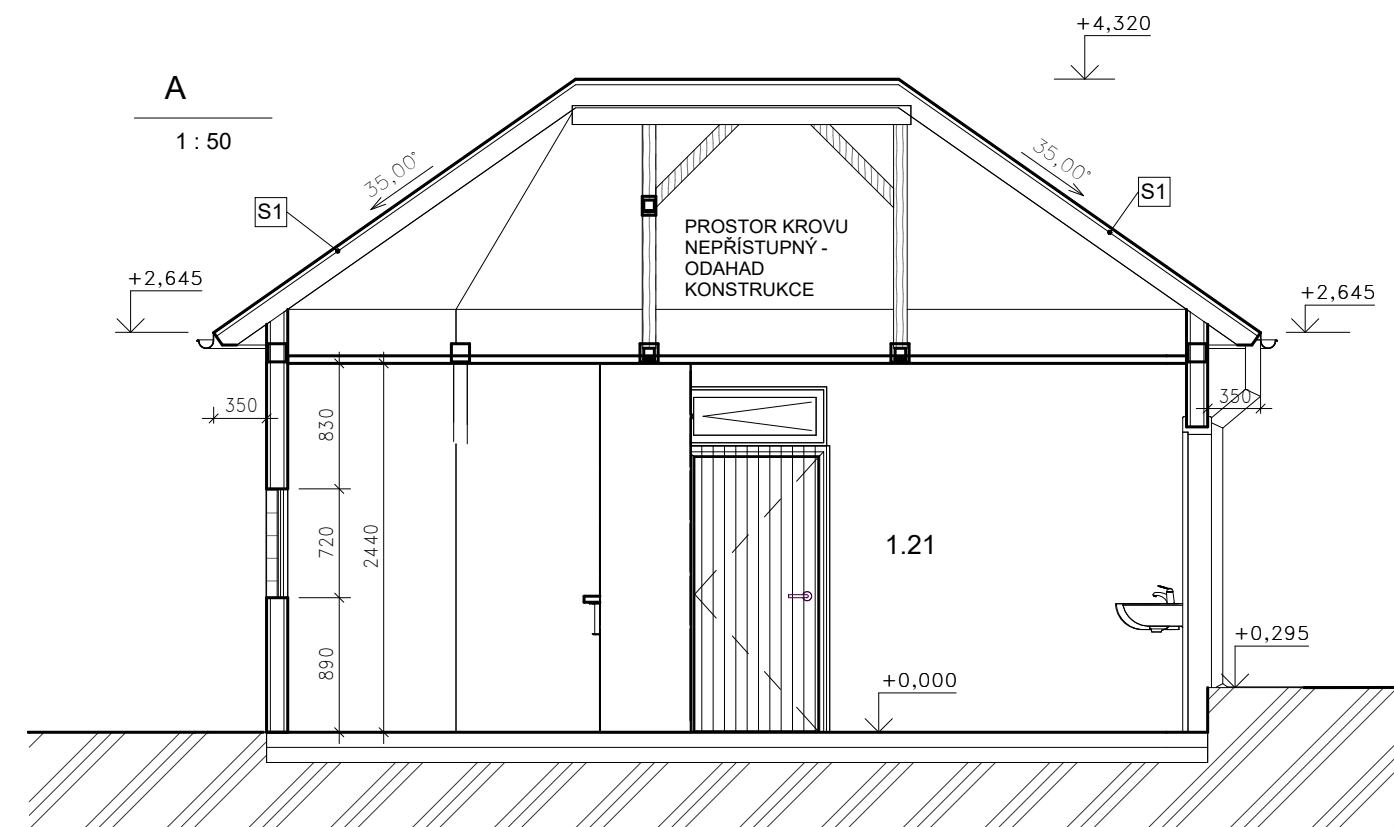 +4,320
A
1 : 50
35,00°
35,00°
S1
S1
PROSTOR KROVU
NEPŘÍSTUPNÝ -
ODAHAD
KONSTRUKCE
+2,645
+2,645
350
350
830
720
2440
890
1.21
+0,295
+0,000